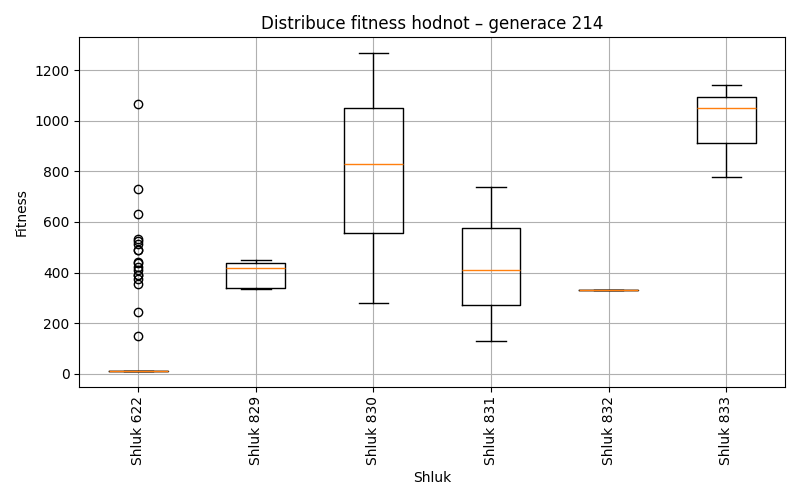 Distribuce fitness hodnot – generace 214
1200
1000
800
600
400
200
0
Fitness
Shluk 622
Shluk 829
Shluk 830
Shluk 831
Shluk 832
Shluk 833
Shluk